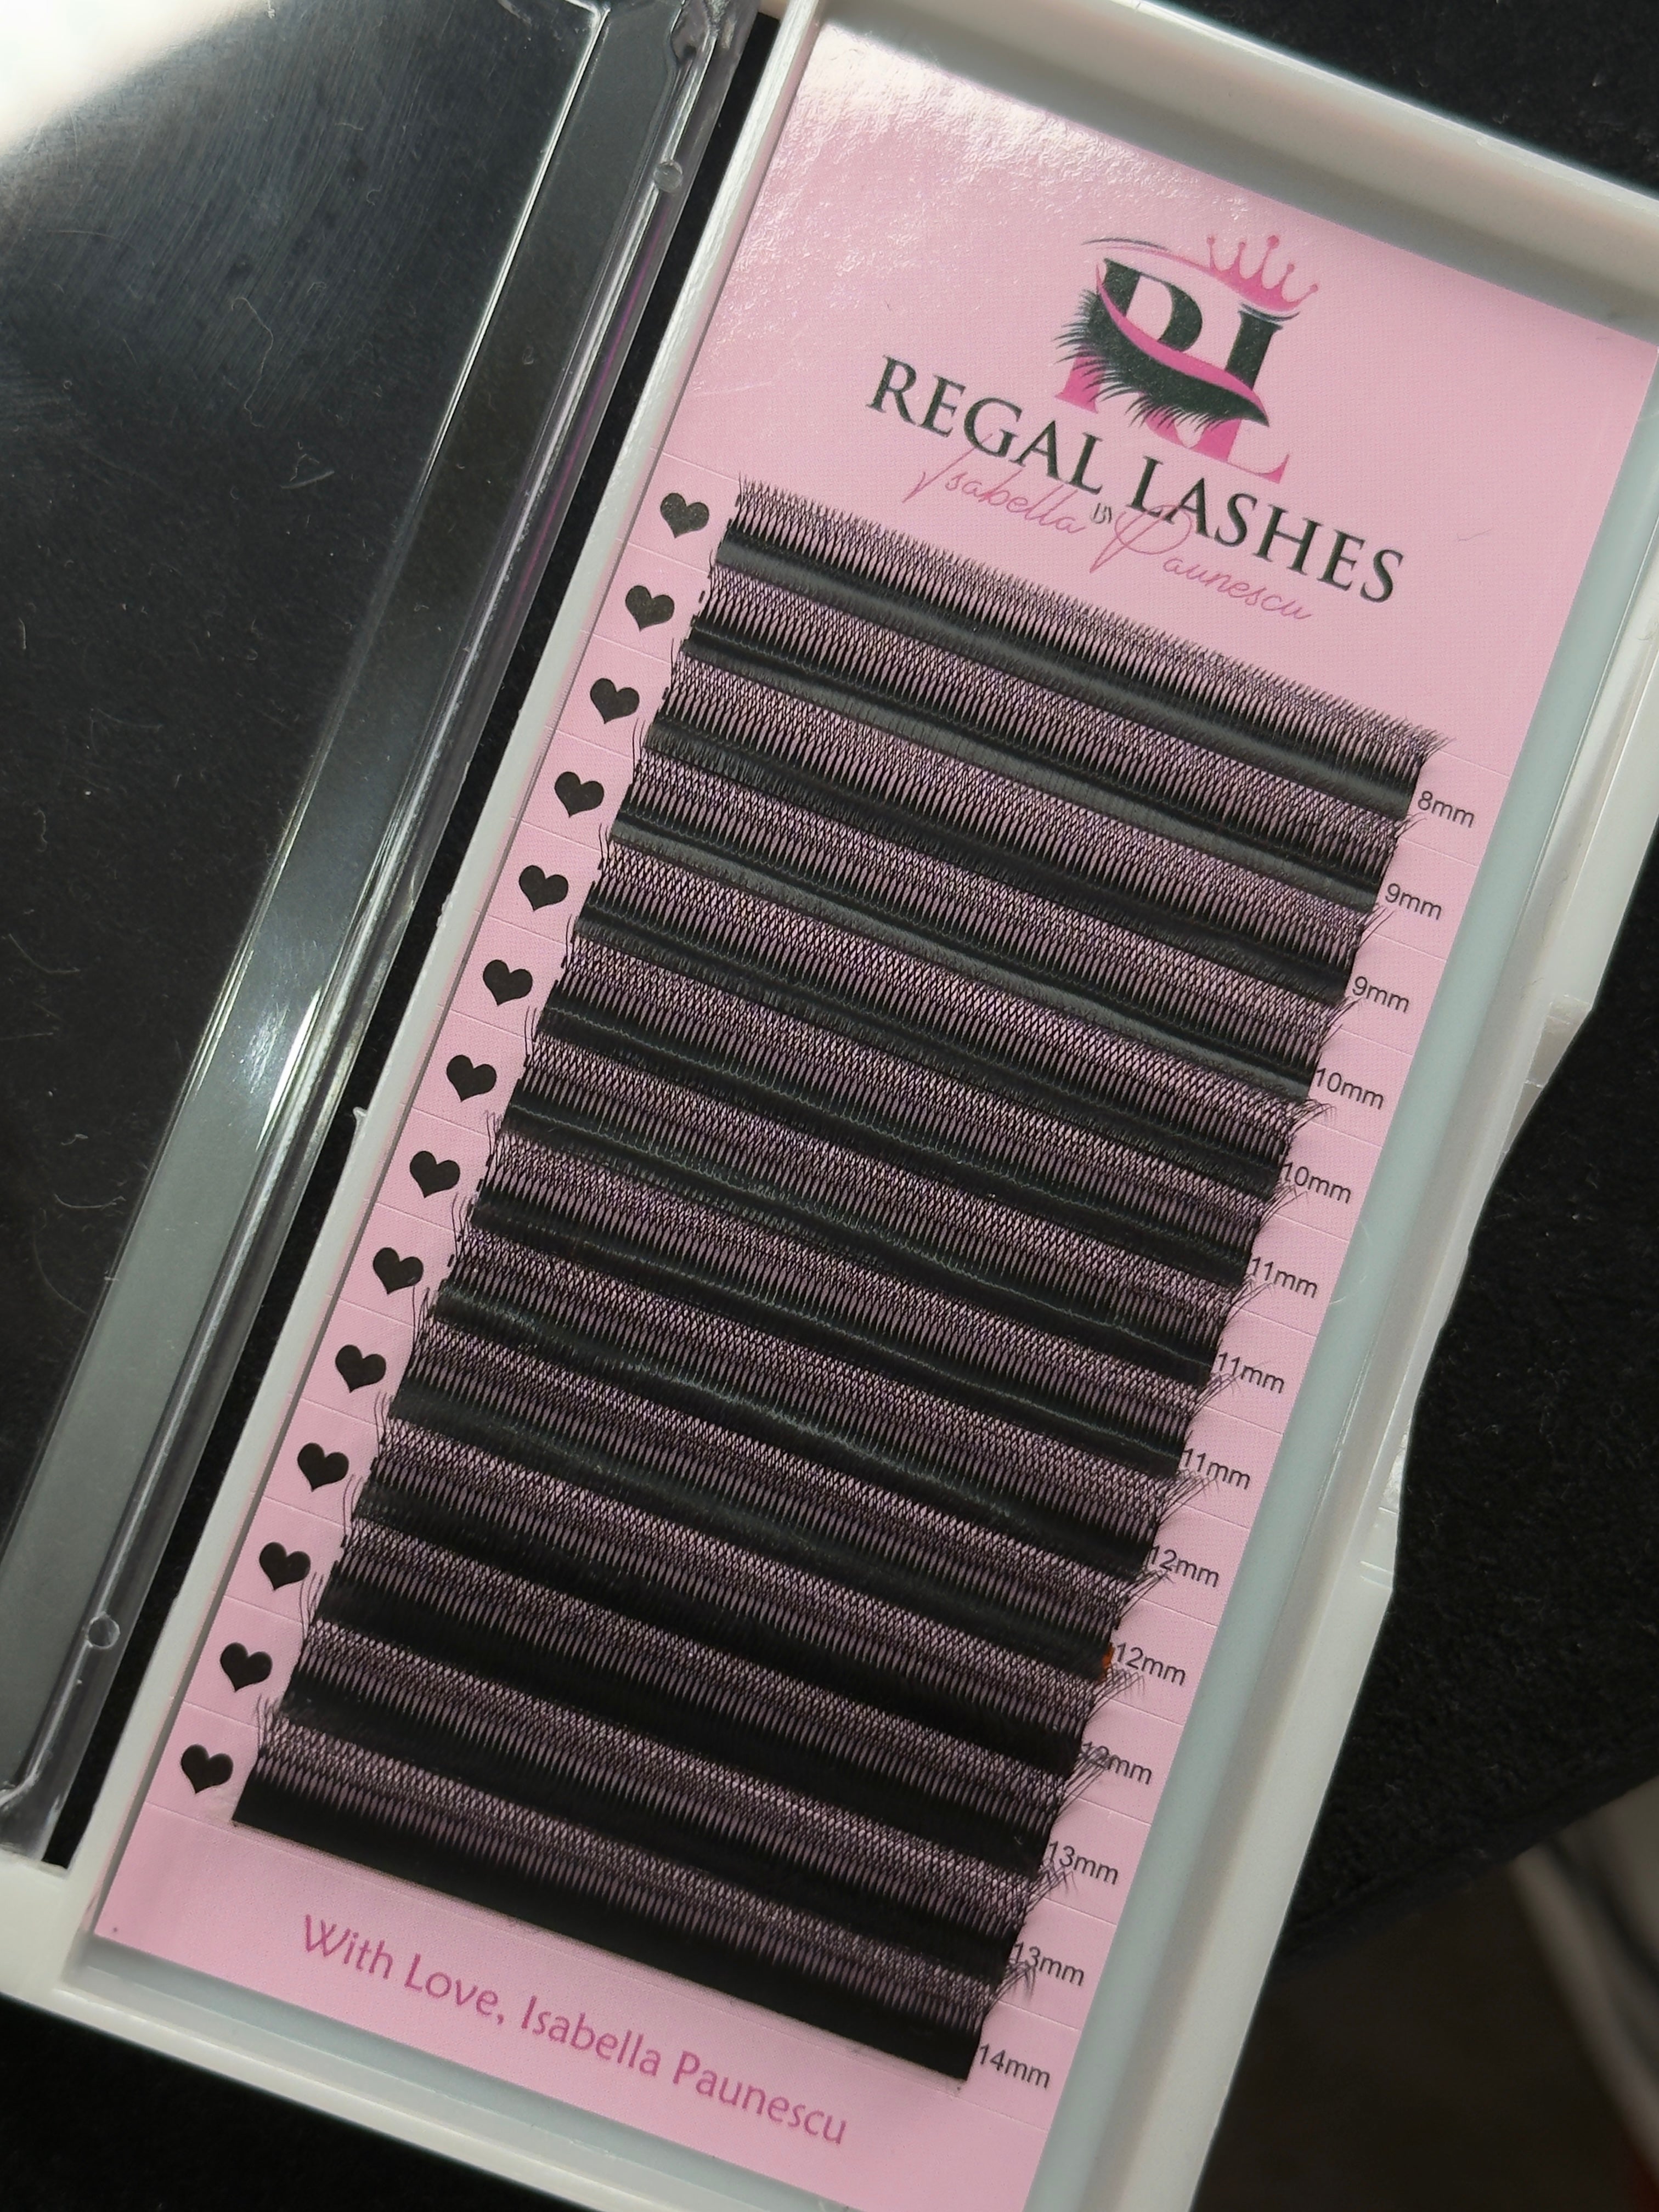 RL
REGAL LASHES
BY
Isabella Paunescu
8mm
9mm
9mm
10mm
10mm
11mm
11mm
11mm
12mm
12mm
12mm
13mm
13mm
14mm
With Love, Isabella Paunescu